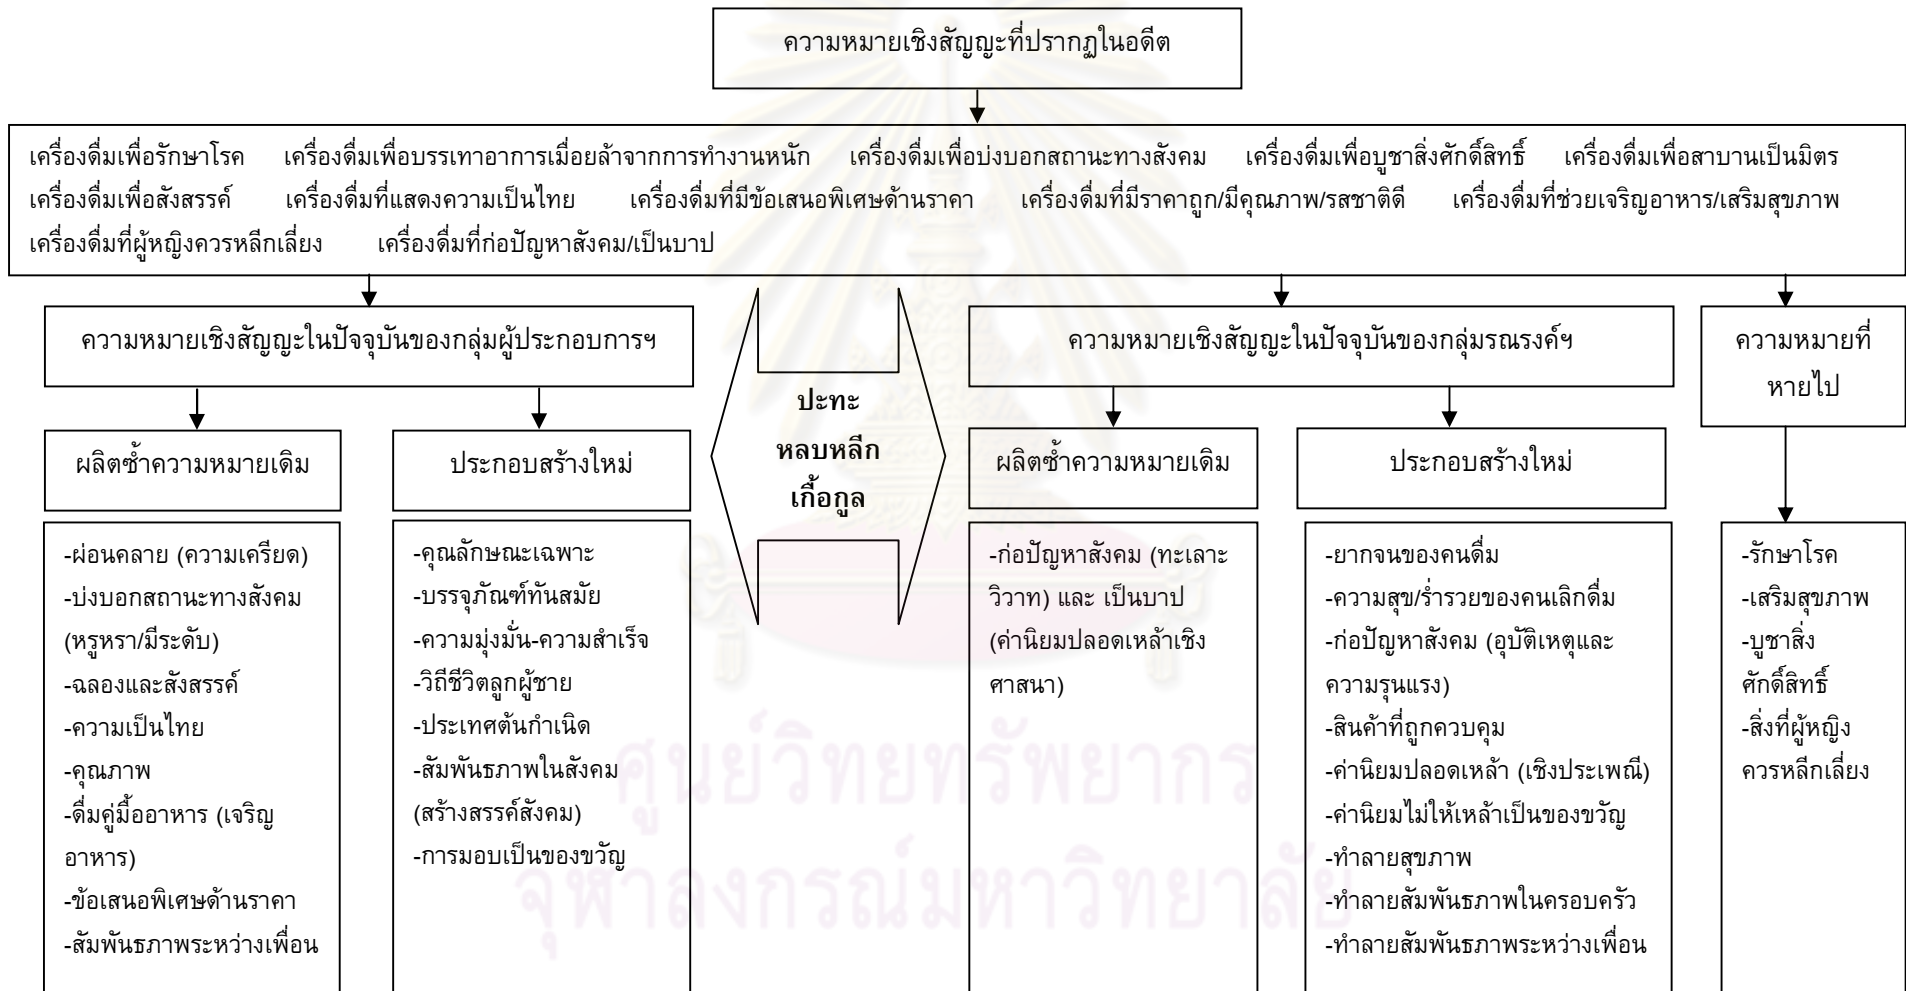 ความหมายเชิงสัญญะที่ปรากฏในอดีต
เครื่องดื่มเพื่อรักษาโรค เครื่องดื่มเพื่อบรรเทาอาการเมื่อยล้าจากการทำงานหนัก เครื่องดื่มเพื่อบ่งบอกสถานะทางสังคม เครื่องดื่มเพื่อบูชาสิ่งศักดิ์สิทธิ์ เครื่องดื่มเพื่อสาบานเป็นมิตร
เครื่องดื่มเพื่อสังสรรค์ เครื่องดื่มที่แสดงความเป็นไทย เครื่องดื่มที่มีข้อเสนอพิเศษด้านราคา เครื่องดื่มที่มีราคาถูก/มีคุณภาพ/รสชาติดี เครื่องดื่มที่ช่วยเจริญอาหาร/เสริมสุขภาพ
เครื่องดื่มที่ผู้หญิงควรหลีกเลี่ยง เครื่องดื่มที่ก่อปัญหาสังคม/เป็นบาป
ความหมายเชิงสัญญะในปัจจุบันของกลุ่มผู้ประกอบการฯ
ผลิตซ้ำความหมายเดิม
-ผ่อนคลาย (ความเครียด)
-บ่งบอกสถานะทางสังคม
(หรูหรา/มีระดับ)
-ฉลองและสังสรรค์
-ความเป็นไทย
-คุณภาพ
-ดื่มคู่มื้ออาหาร (เจริญ
อาหาร)
-ข้อเสนอพิเศษด้านราคา
-สัมพันธภาพระหว่างเพื่อน
ประกอบสร้างใหม่
-คุณลักษณะเฉพาะ
-บรรจุภัณฑ์ทันสมัย
-ความมุ่งมั่น-ความสำเร็จ
-วิถีชีวิตลูกผู้ชาย
-ประเทศต้นกำเนิด
-สัมพันธภาพในสังคม
(สร้างสรรค์สังคม)
-การมอบเป็นของขวัญ
ปะทะ
หลบหลีก
เกื้อกูล
ความหมายเชิงสัญญะในปัจจุบันของกลุ่มรณรงค์ฯ
ผลิตซ้ำความหมายเดิม
-ก่อปัญหาสังคม (ทะเลาะ
วิวาท) และ เป็นบาป
(ค่านิยมปลอดเหล้าเชิง
ศาสนา)
ประกอบสร้างใหม่
-ยากจนของคนดื่ม
-ความสุข/ร่ำรวยของคนเลิกดื่ม
-ก่อปัญหาสังคม (อุบัติเหตุและ
ความรุนแรง)
-สินค้าที่ถูกควบคุม
-ค่านิยมปลอดเหล้า (เชิงประเพณี)
-ค่านิยมไม่ให้เหล้าเป็นของขวัญ
-ทำลายสุขภาพ
-ทำลายสัมพันธภาพในครอบครัว
-ทำลายสัมพันธภาพระหว่างเพื่อน
ความหมายที่
หายไป
-รักษาโรค
-เสริมสุขภาพ
-บูชาสิ่ง
ศักดิ์สิทธิ์
-สิ่งที่ผู้หญิง
ควรหลีกเลี่ยง
ศูนย์วิทยทรัพยากร
จุฬาลงกรณ์มหาวิทยาลัย